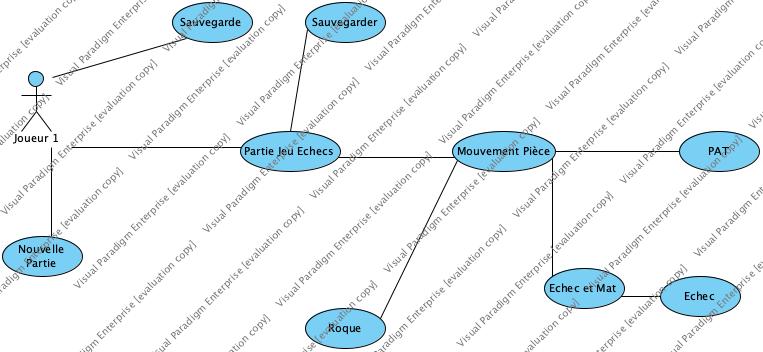 Sauvegarde
Sauvegarder
Joueur 1
Partie Jeu Echecs
Mouvement Pièce
PAT
Nouvelle
Partie
Echec et Mat
Echec
Roque
Visual Paradigm Enterprise [evaluation copy]